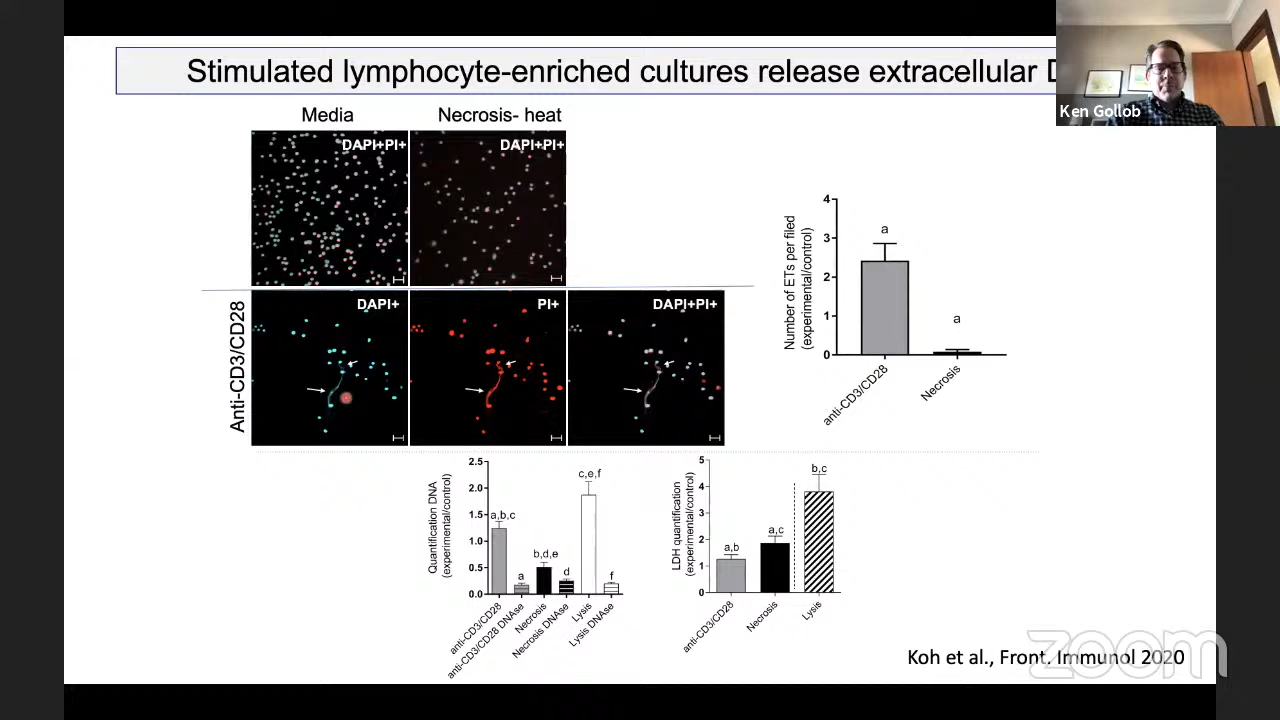 Stimulated lymphocyte-enriched cultures release extracellular
Ken Gollob
Media
Necrosis- heat
DAPI+PI+
DAPI+PI+
Anti-CD3/CD28
DAPI+
PI+
DAPI+PI+
Number of ETs per filed
(experimental/control)
4
3
2
1
0
a
a
anti-CD3/CD28
Necrosis
Quantification DNA
(experimental/control)
2.5
2.0
1.5
1.0
0.5
0.0
a,b,c
a
b,d,e
d
c,e,f
f
anti-CD3/CD28
anti-CD3/CD28 DNAse
Necrosis
Necrosis DNAse
Lysis
Lysis DNAse
LDH quantification
(experimental/control)
5
4
3
2
1
0
a,b
a,c
b,c
anti-CD3/CD28
Necrosis
Lysis
Koh et al., Front. Immunol 2020
zoom